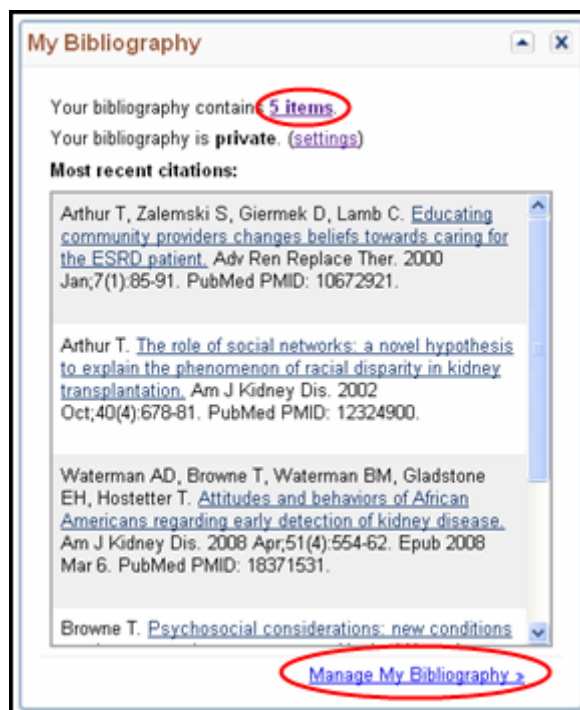 My Bibliography
Your bibliography contains 5 items.
Your bibliography is private. (settings)
Most recent citations:
Arthur T, Zalemski S, Giermek D, Lamb C. Educating
community providers changes beliefs towards caring for
the ESRD patient. Adv Ren Replace Ther. 2000
Jan;7(1):85-91. PubMed PMID: 10672921.
Arthur T. The role of social networks: a novel hypothesis
to explain the phenomenon of racial disparity in kidney
transplantation. Am J Kidney Dis. 2002
Oct;40(4):678-81. PubMed PMID: 12324900.
Waterman AD, Browne T, Waterman BM, Gladstone
EH, Hostetter T. Attitudes and behaviors of African
Americans regarding early detection of kidney disease.
Am J Kidney Dis. 2008 Apr;51(4):554-62. Epub 2008
Mar 6. PubMed PMID: 18371531.
Browne T. Psychosocial considerations: new conditions
Manage My Bibliography »